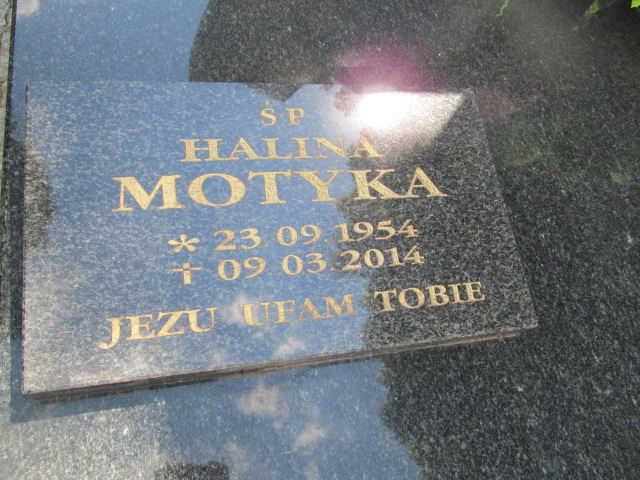 ŚP
HALINA
MOTYKA
* 23.09.1954
† 09.03.2014
JEZU UFAM TOBIE